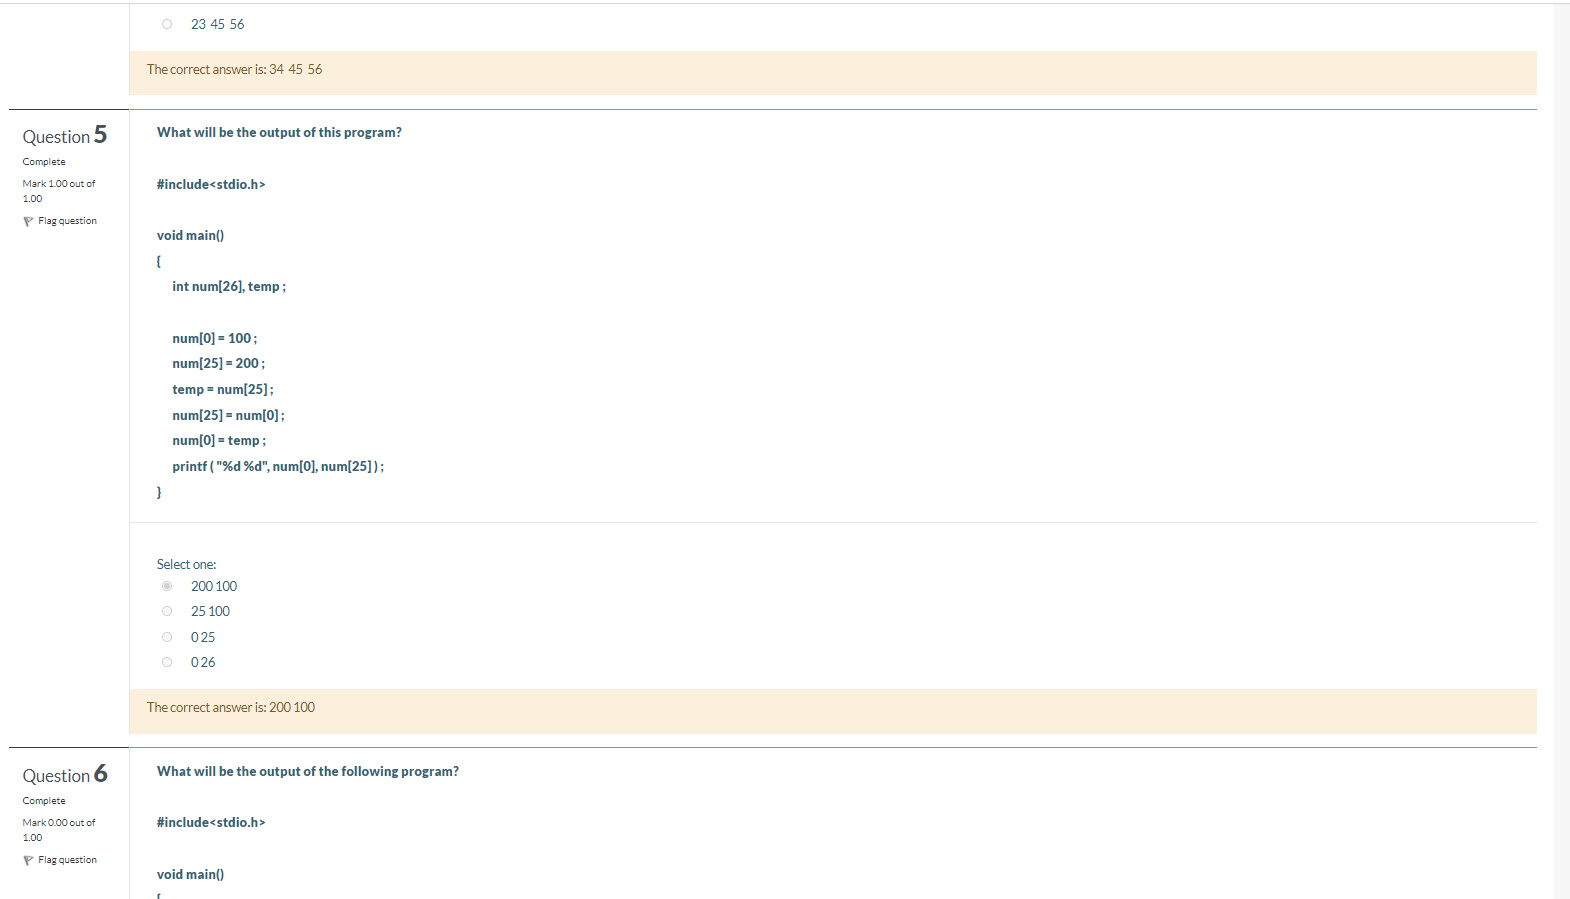 23 45 56
The correct answer is: 34 45 56
Question 5
Complete
Mark 1.00 out of
1.00
Flag question
What will be the output of this program?
#include<stdio.h>
void main()
{
int num[26], temp ;
num[0] = 100 ;
num[25] = 200 ;
temp = num[25] ;
num[25] = num[0] ;
num[0] = temp ;
printf ( "%d %d", num[0], num[25] ) ;
}
Select one:
200 100
25 100
0 25
0 26
The correct answer is: 200 100
Question 6
Complete
Mark 0.00 out of
1.00
Flag question
What will be the output of the following program?
#include<stdio.h>
void main()
{